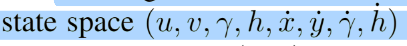 state space (u, v, γ, h, ẋ, ẏ, γ̇, ḣ)